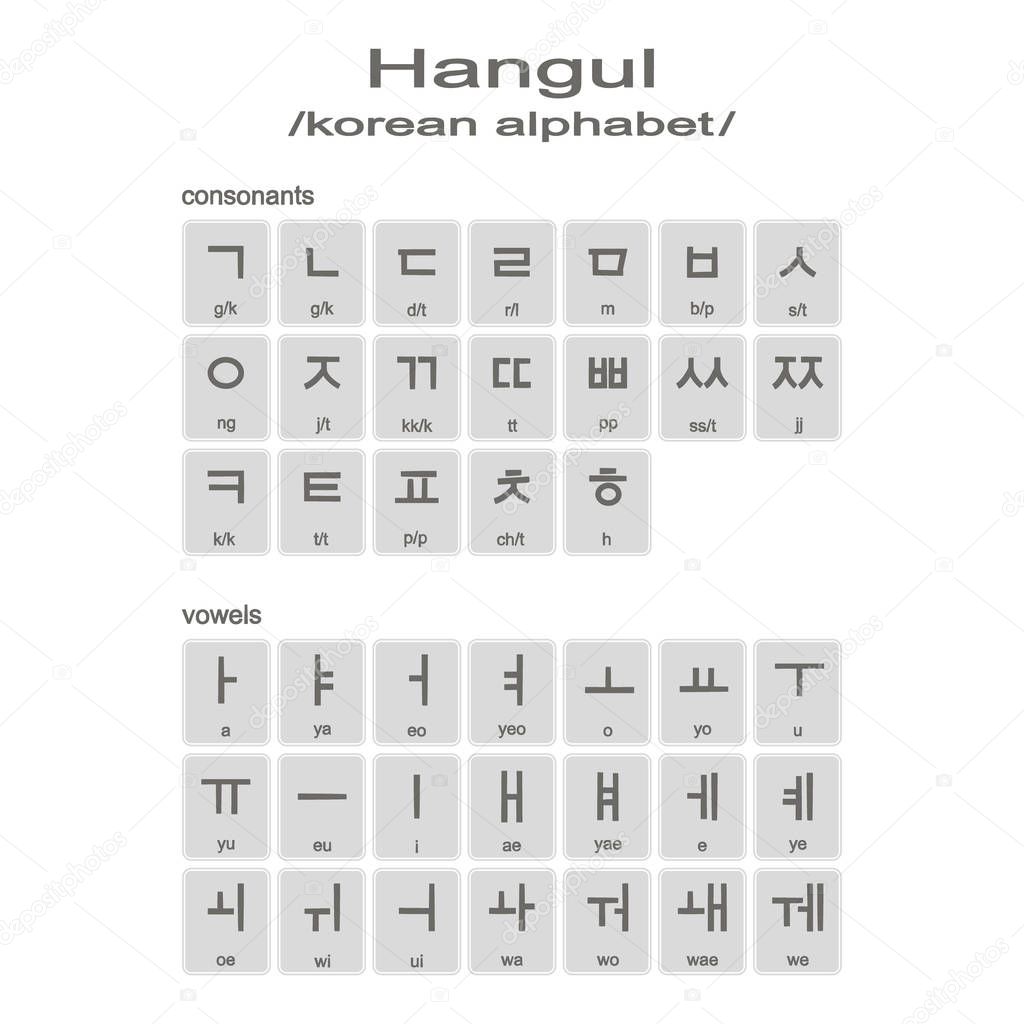 Hangul
/korean alphabet/
consonants
ㄱ ㄴ ㄷ ㄹ ㅁ ㅂ ㅅ
g/k g/k d/t r/l m b/p s/t
ㅇ ㅈ ㄲ ㄸ ㅃ ㅆ ㅉ
ng j/t kk/k tt pp ss/t jj
ㅋ ㅌ ㅍ ㅊ ㅎ
k/k t/t p/p ch/t h
vowels
ㅏ ㅑ ㅓ ㅕ ㅗ ㅛ ㅜ
a ya eo yeo o yo u
ㅠ ㅡ ㅣ ㅐ ㅒ ㅔ ㅖ
yu eu i ae yae e ye
ㅚ ㅟ ㅢ ㅘ ㅝ ㅙ ㅞ
oe wi ui wa wo wae we
depositphotos